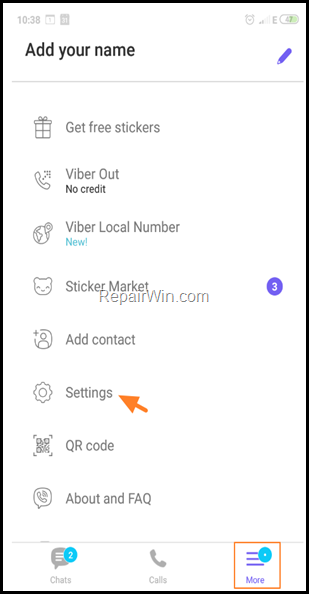 10:38 E 47
Add your name
Get free stickers
Viber Out
No credit
Viber Local Number
New!
Sticker Market 3
RepairWin.com
Add contact
Settings
QR code
About and FAQ
2
Chats Calls More